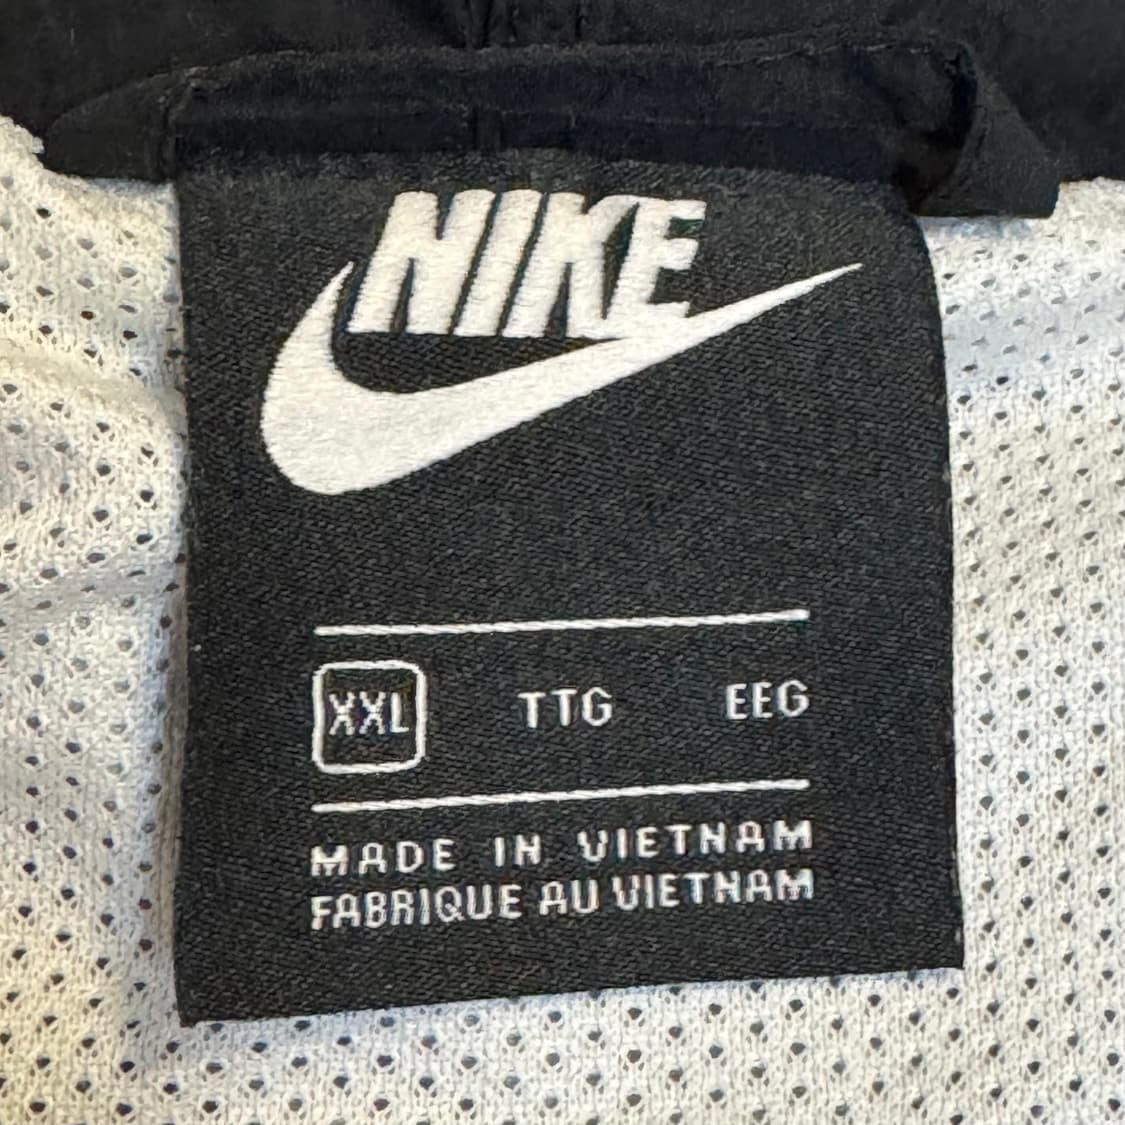 NIKE
XXL TTG EEG
MADE IN VIETNAM
FABRIQUE AU VIETNAM